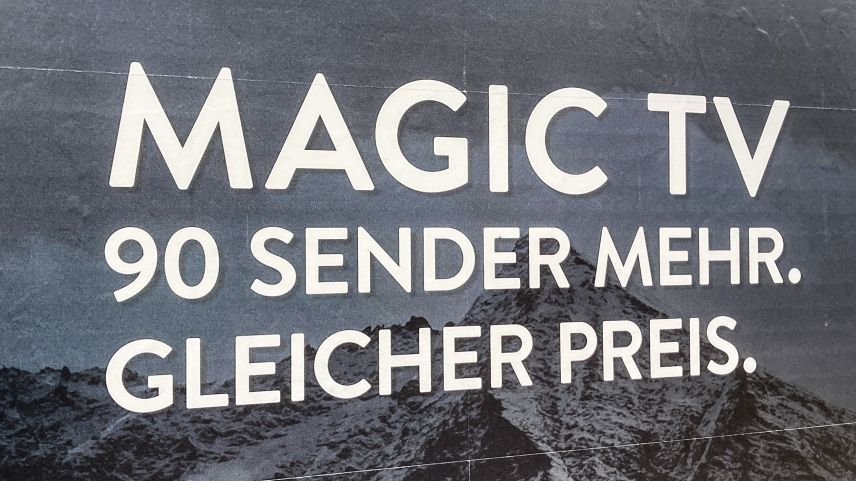 MAGIC TV
90 SENDER MEHR.
GLEICHER PREIS.